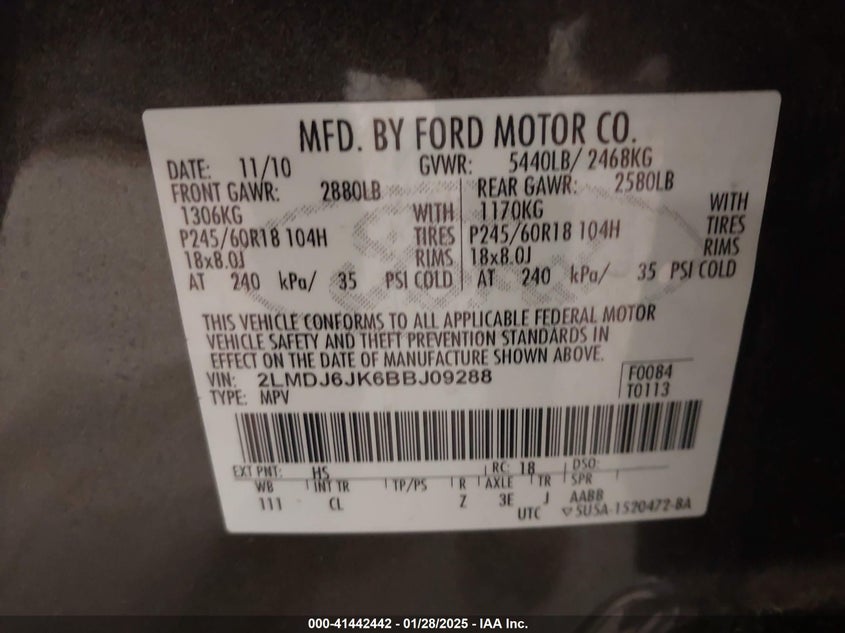 MFD. BY FORD MOTOR CO.
DATE: 11/10 GVWR: 5440LB/ 2468KG
FRONT GAWR: 2880LB REAR GAWR: 2580LB
1306KG WITH 1170KG WITH
P245/60R18 104H TIRES P245/60R18 104H TIRES
18x8.0J RIMS 18x8.0J RIMS
AT 240 kPa/ 35 PSI COLD AT 240 kPa/ 35 PSI COLD
THIS VEHICLE CONFORMS TO ALL APPLICABLE FEDERAL MOTOR
VEHICLE SAFETY AND THEFT PREVENTION STANDARDS IN
EFFECT ON THE DATE OF MANUFACTURE SHOWN ABOVE.
VIN: 2LMDJ6JK6BBJ09288 F0084
TYPE: MPV T0113
EXT PNT: HS RC: 18 DSO:
WB INT TR TP/PS R AXLE TR SPR
111 CL Z 3E J AABB
UTC ▽5U5A-1520472-BA
000-41442442 - 01/28/2025 - IAA Inc.